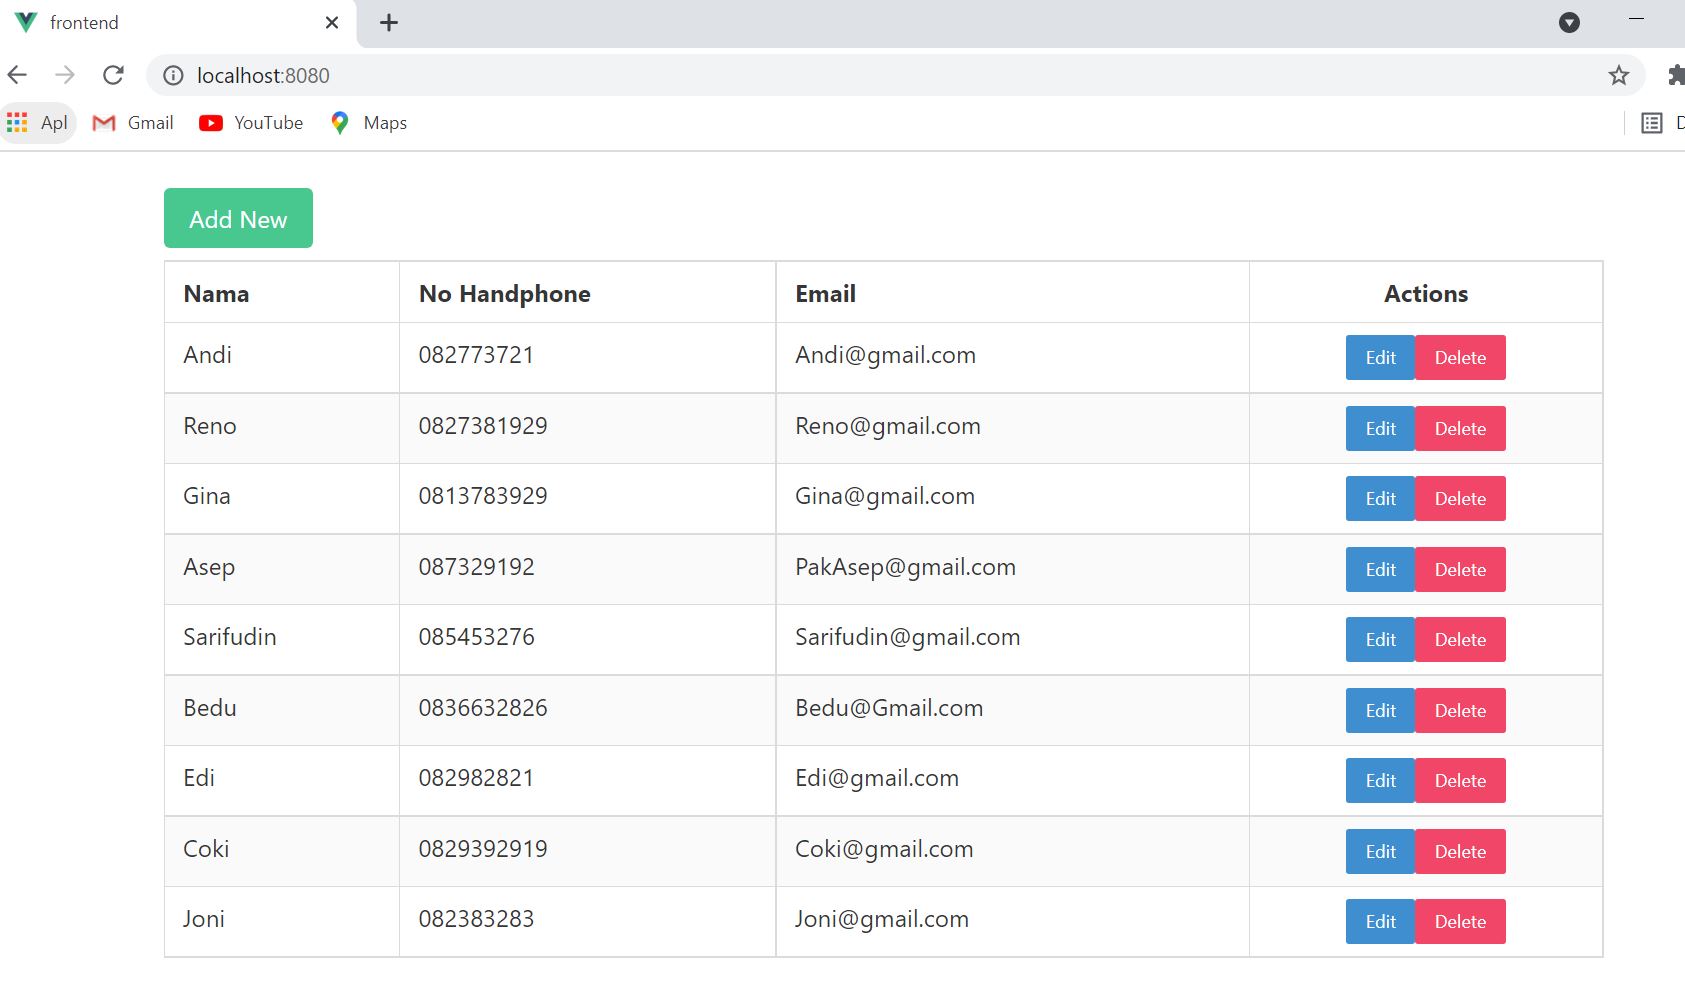 frontend
localhost:8080
Apl Gmail YouTube Maps D
Add New
Nama No Handphone Email Actions
Andi 082773721 Andi@gmail.com Edit Delete
Reno 0827381929 Reno@gmail.com Edit Delete
Gina 0813783929 Gina@gmail.com Edit Delete
Asep 087329192 PakAsep@gmail.com Edit Delete
Sarifudin 085453276 Sarifudin@gmail.com Edit Delete
Bedu 0836632826 Bedu@Gmail.com Edit Delete
Edi 082982821 Edi@gmail.com Edit Delete
Coki 0829392919 Coki@gmail.com Edit Delete
Joni 082383283 Joni@gmail.com Edit Delete